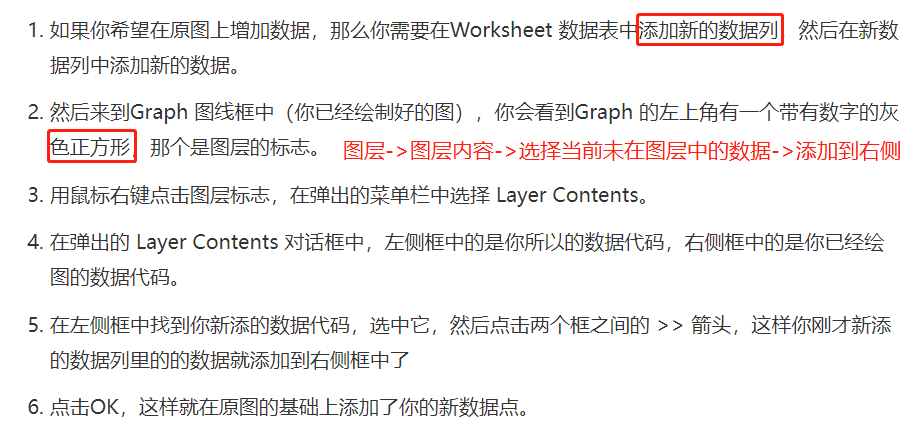 1. 如果你希望在原图上增加数据，那么你需要在Worksheet 数据表中添加新的数据列，然后在新数
据列中添加新的数据。
2. 然后来到Graph 图线框中（你已经绘制好的图），你会看到Graph 的左上角有一个带有数字的灰
色正方形，那个是图层的标志。 图层->图层内容->选择当前未在图层中的数据->添加到右侧
3. 用鼠标右键点击图层标志，在弹出的菜单栏中选择 Layer Contents。
4. 在弹出的 Layer Contents 对话框中，左侧框中的是你所以的数据代码，右侧框中的是你已经绘
图的数据代码。
5. 在左侧框中找到你新添的数据代码，选中它，然后点击两个框之间的 >> 箭头，这样你刚才新添
的数据列里的的数据就添加到右侧框中了
6. 点击OK，这样就在原图的基础上添加了你的新数据点。